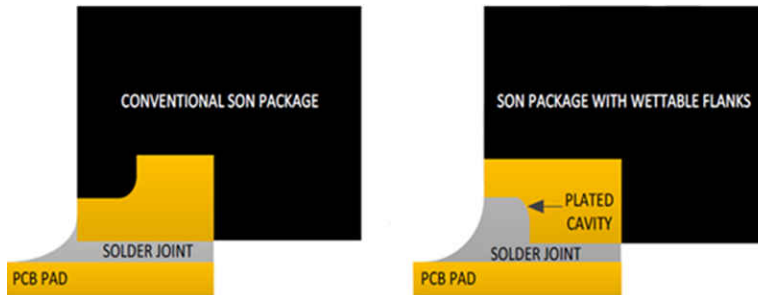 CONVENTIONAL SON PACKAGE
SOLDER JOINT
PCB PAD
SON PACKAGE WITH WETTABLE FLANKS
PLATED
CAVITY
SOLDER JOINT
PCB PAD